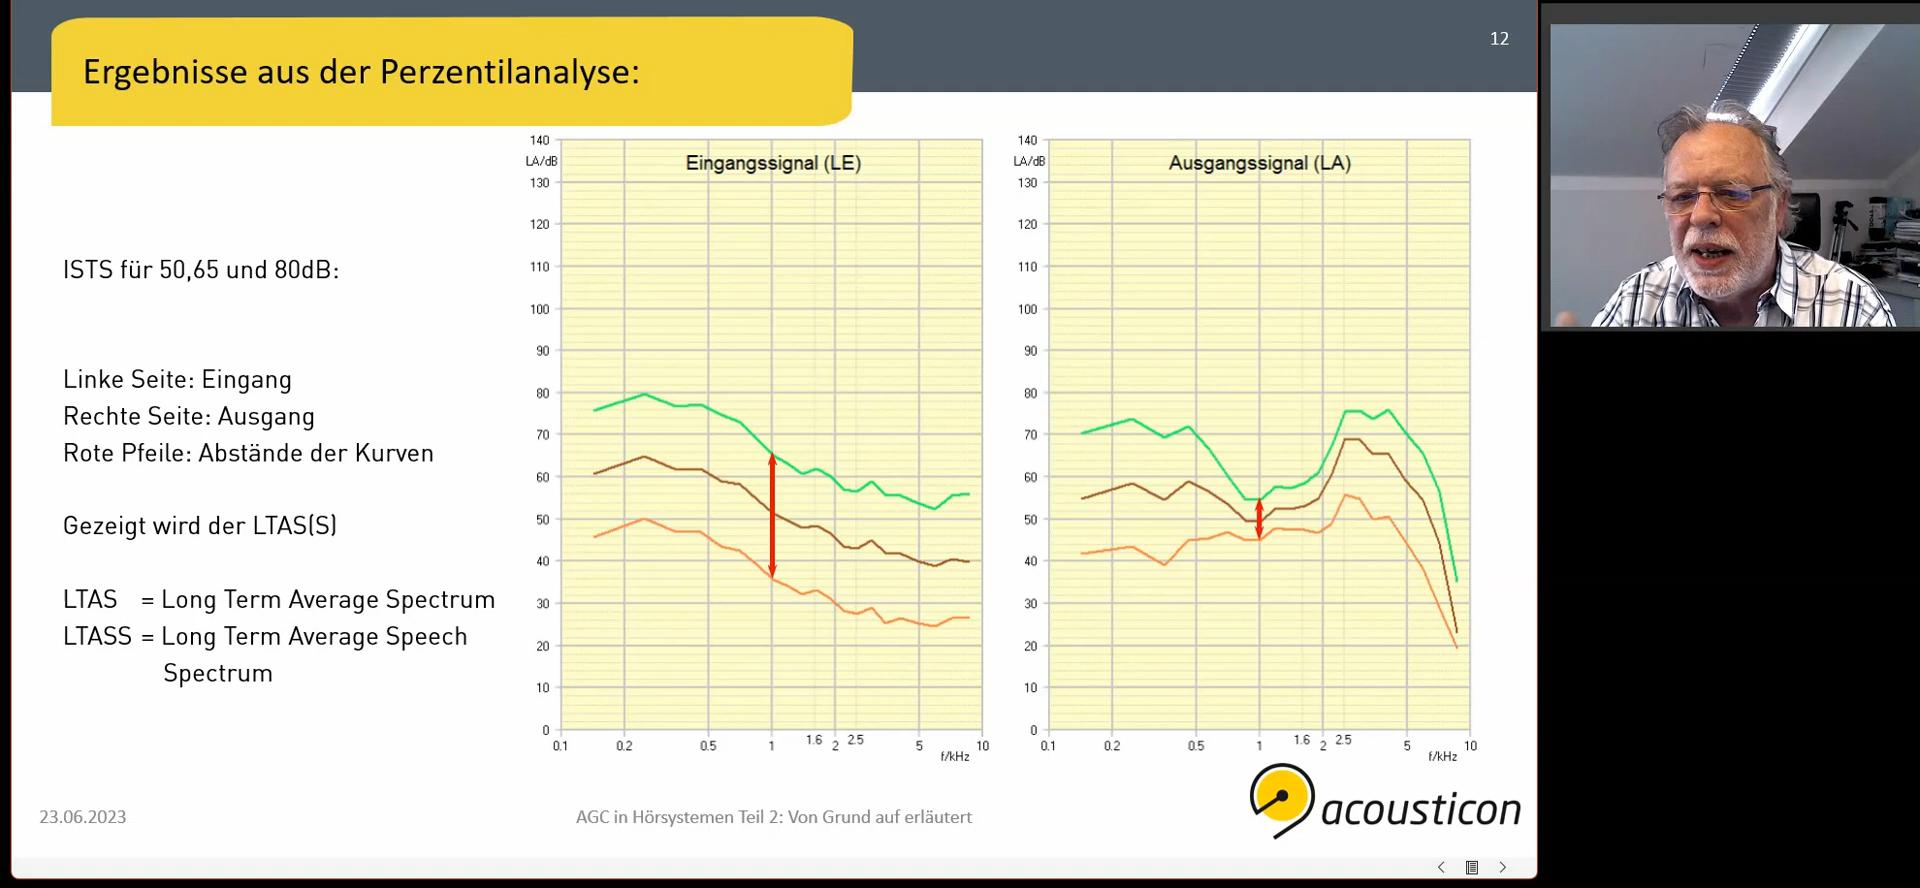 Ergebnisse aus der Perzentilanalyse:
12
ISTS für 50,65 und 80dB:
Linke Seite: Eingang
Rechte Seite: Ausgang
Rote Pfeile: Abstände der Kurven
Gezeigt wird der LTAS(S)
LTAS = Long Term Average Spectrum
LTASS = Long Term Average Speech
Spectrum
140
LA/dB
Eingangssignal (LE)
130
120
110
100
90
80
70
60
50
40
30
20
10
0
0.1 0.2 0.5 1 1.6 2 2.5 5 10
f/kHz
140
LA/dB
Ausgangssignal (LA)
130
120
110
100
90
80
70
60
50
40
30
20
10
0
0.1 0.2 0.5 1 1.6 2 2.5 5 10
f/kHz
23.06.2023
AGC in Hörsystemen Teil 2: Von Grund auf erläutert
acousticon